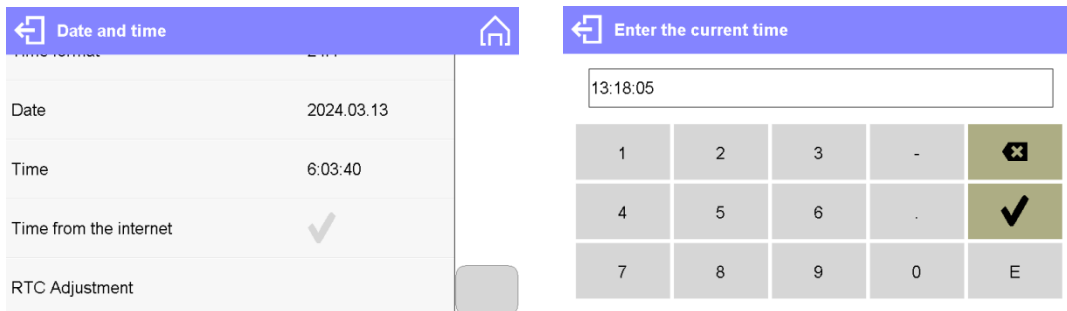 Date and time
Date 2024.03.13
Time 6:03:40
Time from the internet
RTC Adjustment
Enter the current time
13:18:05
1 2 3 -
4 5 6 .
7 8 9 0 E